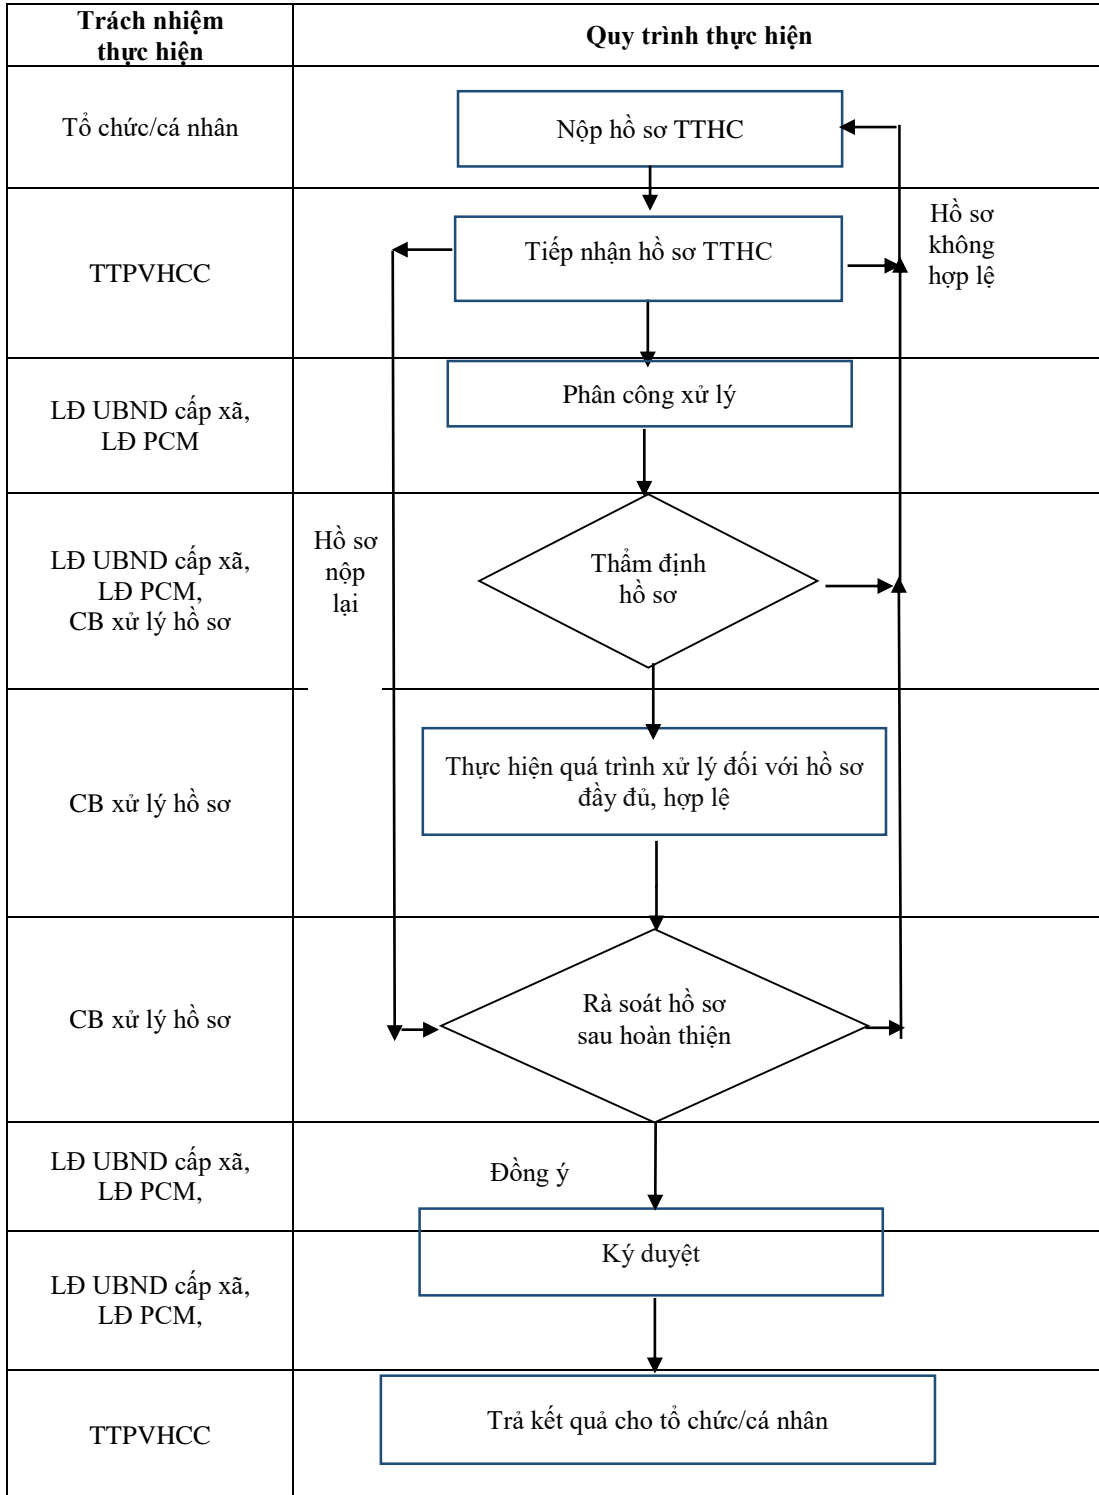 Trách nhiệm
thực hiện
Quy trình thực hiện
Tổ chức/cá nhân
Nộp hồ sơ TTHC
TTPVHCC
Tiếp nhận hồ sơ TTHC
Hồ sơ
không
hợp lệ
LĐ UBND cấp xã,
LĐ PCM
Phân công xử lý
LĐ UBND cấp xã,
LĐ PCM,
CB xử lý hồ sơ
Hồ sơ
nộp
lại
Thẩm định
hồ sơ
CB xử lý hồ sơ
Thực hiện quá trình xử lý đối với hồ sơ
đầy đủ, hợp lệ
CB xử lý hồ sơ
Rà soát hồ sơ
sau hoàn thiện
LĐ UBND cấp xã,
LĐ PCM,
Đồng ý
LĐ UBND cấp xã,
LĐ PCM,
Ký duyệt
TTPVHCC
Trả kết quả cho tổ chức/cá nhân